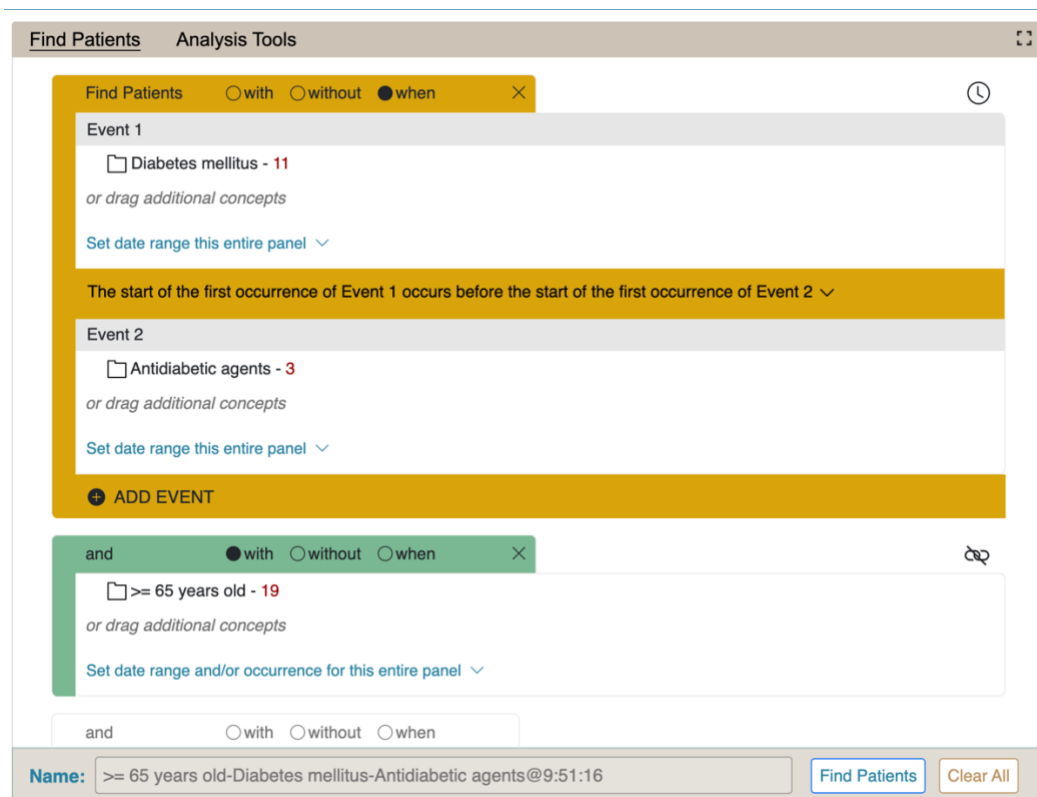 Find Patients Analysis Tools
Find Patients with without when
Event 1
Diabetes mellitus - 11
or drag additional concepts
Set date range this entire panel
The start of the first occurrence of Event 1 occurs before the start of the first occurrence of Event 2
Event 2
Antidiabetic agents - 3
or drag additional concepts
Set date range this entire panel
ADD EVENT
and with without when
>= 65 years old - 19
or drag additional concepts
Set date range and/or occurrence for this entire panel
and with without when
Name: >= 65 years old-Diabetes mellitus-Antidiabetic agents@9:51:16 Find Patients Clear All